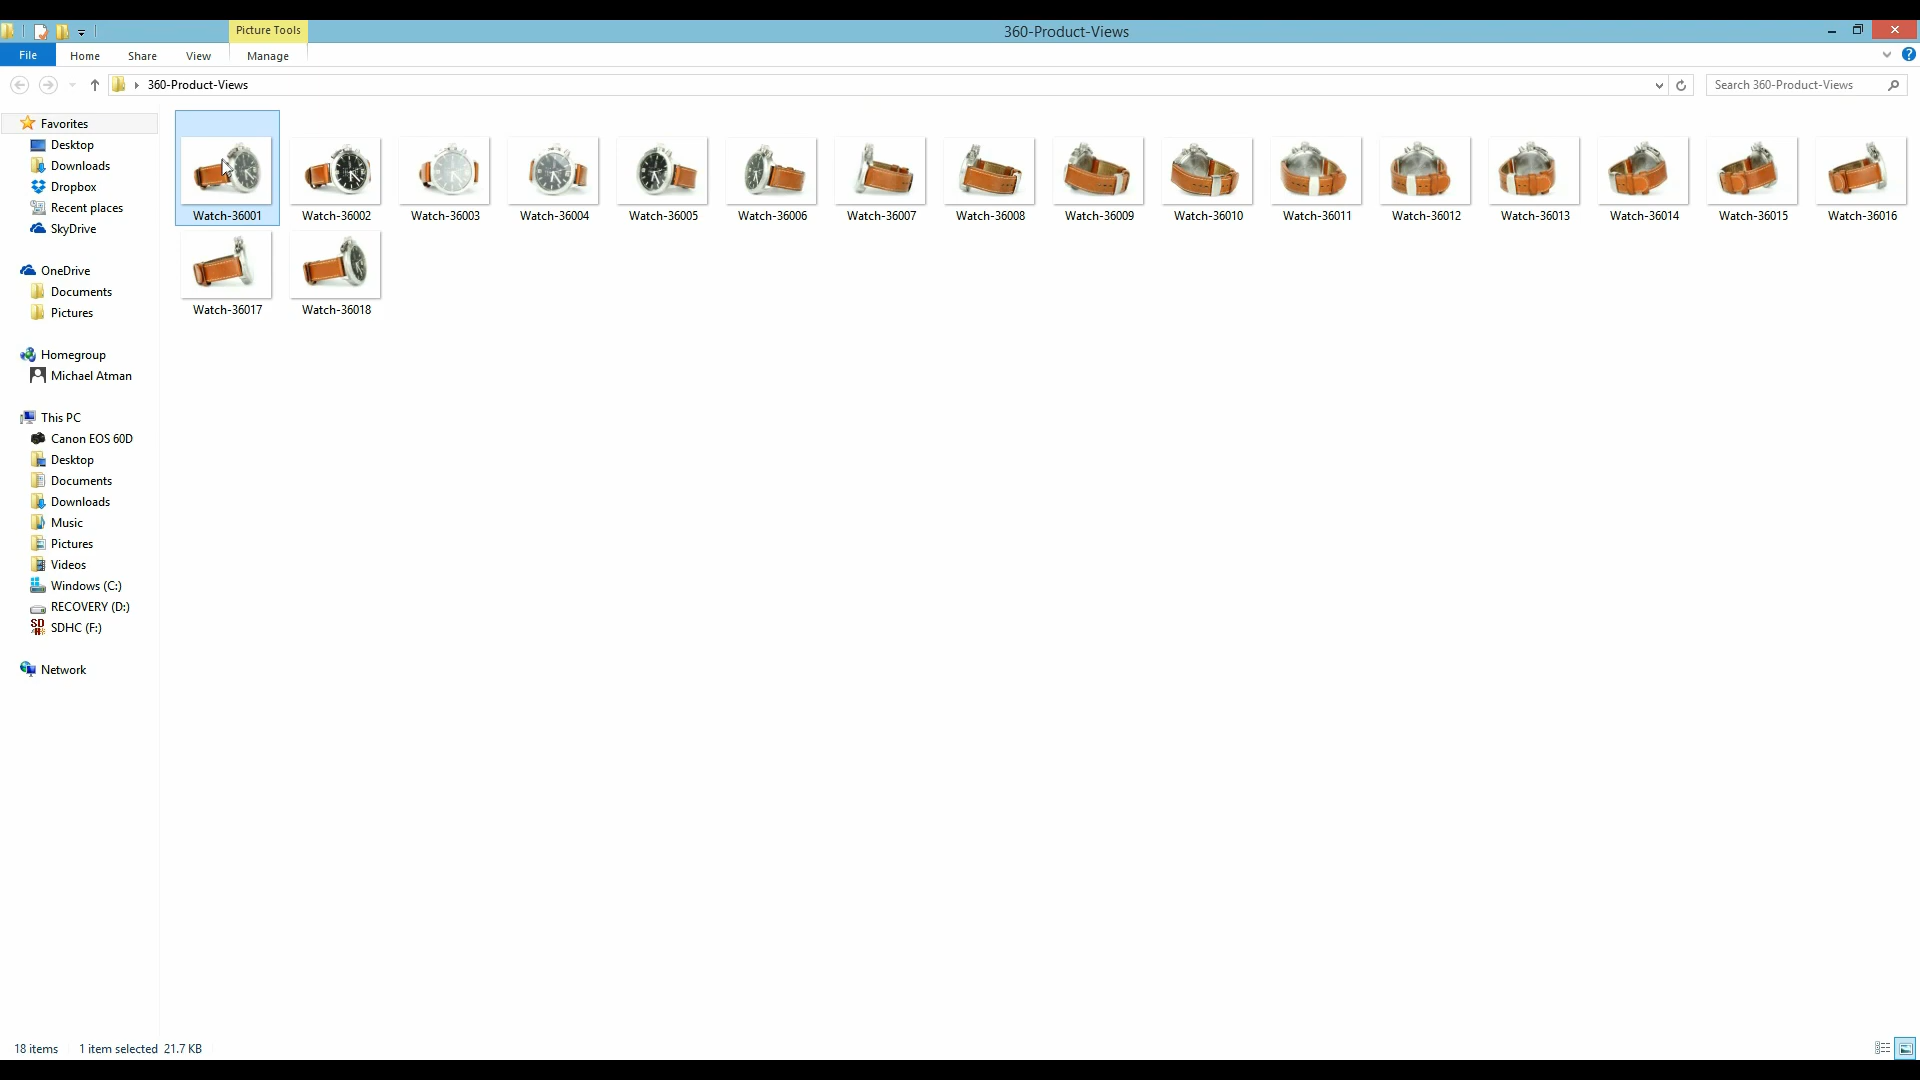 Picture Tools
360-Product-Views
File Home Share View Manage
360-Product-Views
Search 360-Product-Views
Favorites
Desktop
Downloads
Dropbox
Recent places
SkyDrive
OneDrive
Documents
Pictures
Homegroup
Michael Atman
This PC
Canon EOS 60D
Desktop
Documents
Downloads
Music
Pictures
Videos
Windows (C:)
RECOVERY (D:)
SDHC (F:)
Network
Watch-36001 Watch-36002 Watch-36003 Watch-36004 Watch-36005 Watch-36006 Watch-36007 Watch-36008 Watch-36009 Watch-36010 Watch-36011 Watch-36012 Watch-36013 Watch-36014 Watch-36015 Watch-36016
Watch-36017 Watch-36018
18 items 1 item selected 21.7 KB